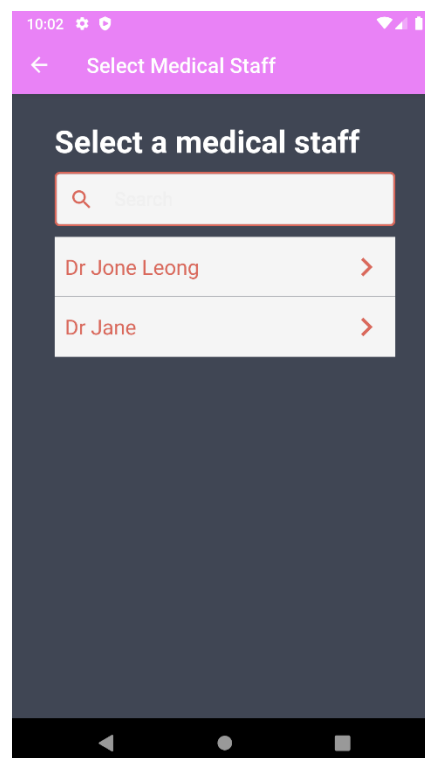 10:02
Select Medical Staff
Select a medical staff
Search
Dr Jone Leong
Dr Jane